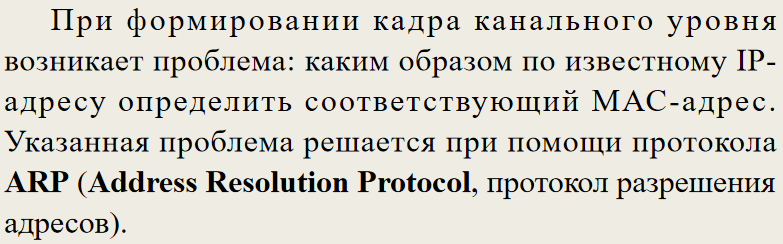 При формировании кадра канального уровня
возникает проблема: каким образом по известному IP-
адресу определить соответствующий MAC-адрес.
Указанная проблема решается при помощи протокола
ARP (Address Resolution Protocol, протокол разрешения
адресов).